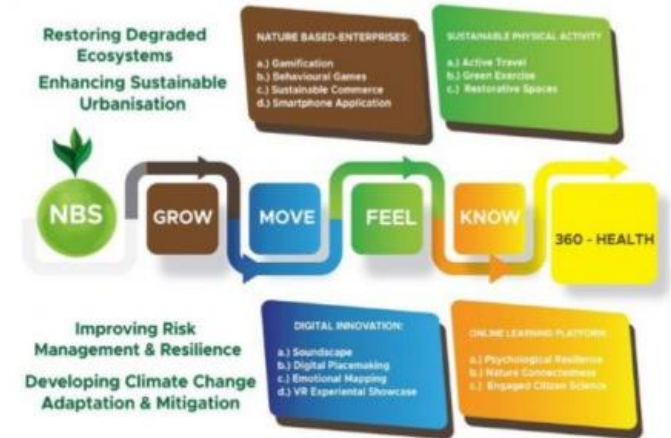 Restoring Degraded
Ecosystems
Enhancing Sustainable
Urbanisation
NATURE BASED-ENTERPRISES:
a.) Gamification
b.) Behavioural Games
c.) Sustainable Commerce
d.) Smartphone Application
SUSTAINABLE PHYSICAL ACTIVITY
a.) Active Travel
b.) Green Exercise
c.) Restorative Spaces
NBS
GROW
MOVE
FEEL
KNOW
360 - HEALTH
Improving Risk
Management & Resilience
Developing Climate Change
Adaptation & Mitigation
DIGITAL INNOVATION:
a.) Soundscape
b.) Digital Placemaking
c.) Emotional Mapping
d.) VR Experiental Showcase
ONLINE LEARNING PLATFORM:
a.) Psychological Resilience
b.) Nature Connectedness
c.) Engaged Citizen Science